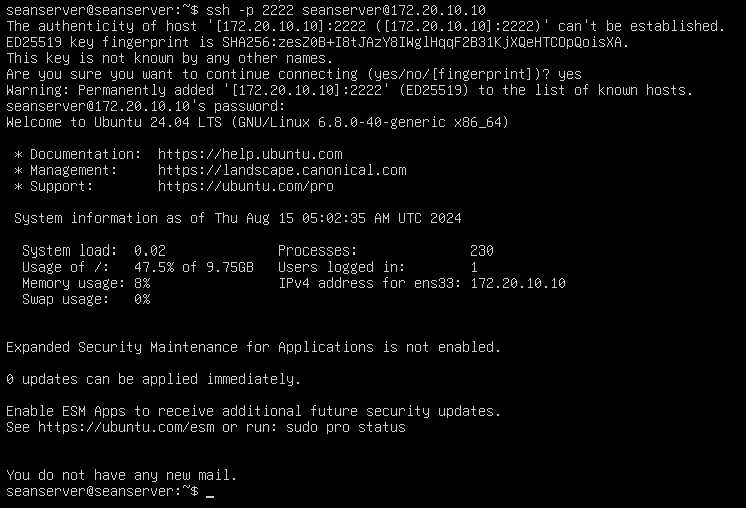 seanserver@seanserver:~$ ssh -p 2222 seanserver@172.20.10.10
The authenticity of host '[172.20.10.10]:2222 ([172.20.10.10]:2222)' can't be established.
ED25519 key fingerprint is SHA256:zesZ0B+I8tJAzY8IWglHqqF2B31KjXQeHTCOpQoisXA.
This key is not known by any other names.
Are you sure you want to continue connecting (yes/no/[fingerprint])? yes
Warning: Permanently added '[172.20.10.10]:2222' (ED25519) to the list of known hosts.
seanserver@172.20.10.10's password:
Welcome to Ubuntu 24.04 LTS (GNU/Linux 6.8.0-40-generic x86_64)
* Documentation:  https://help.ubuntu.com
* Management:     https://landscape.canonical.com
* Support:        https://ubuntu.com/pro
System information as of Thu Aug 15 05:02:35 AM UTC 2024
System load:  0.02              Processes:              230
Usage of /:   47.5% of 9.75GB   Users logged in:        1
Memory usage: 8%                IPv4 address for ens33: 172.20.10.10
Swap usage:   0%
Expanded Security Maintenance for Applications is not enabled.
0 updates can be applied immediately.
Enable ESM Apps to receive additional future security updates.
See https://ubuntu.com/esm or run: sudo pro status
You do not have any new mail.
seanserver@seanserver:~$ _